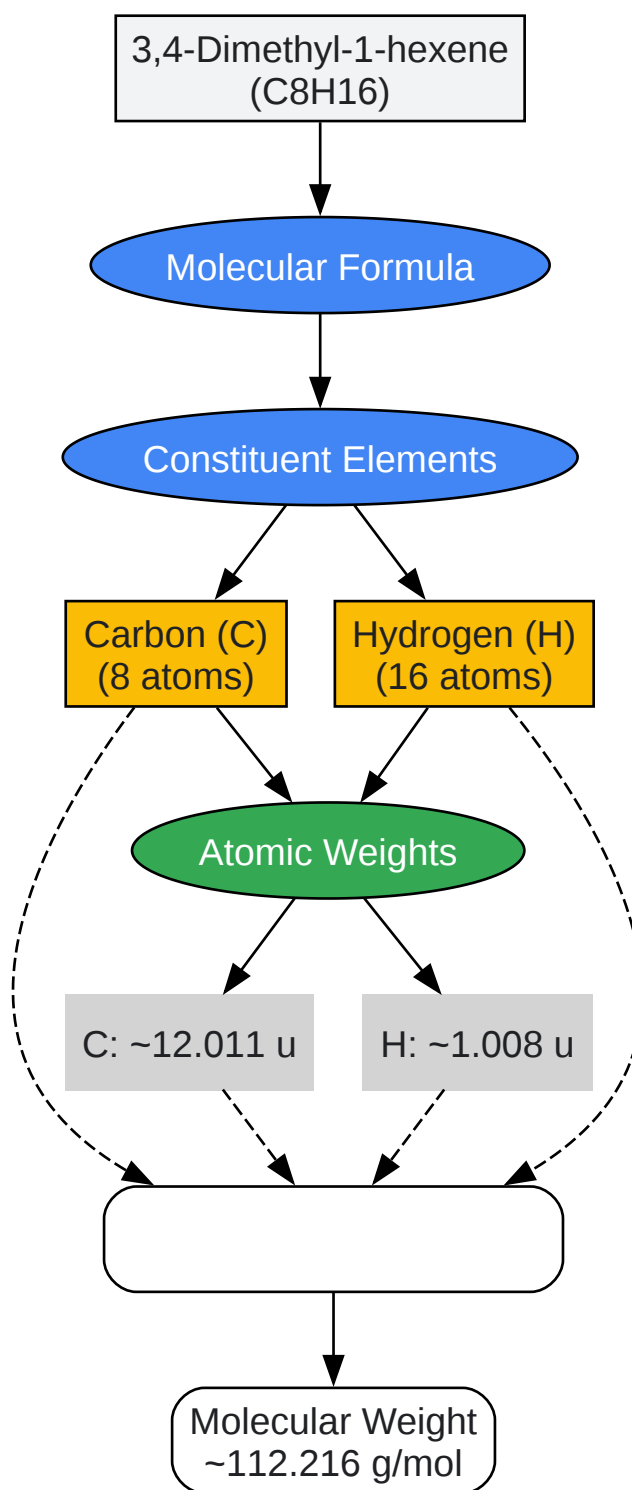 3,4-Dimethyl-1-hexene
(C8H16)
Molecular Formula
Constituent Elements
Carbon (C)
(8 atoms)
Hydrogen (H)
(16 atoms)
Atomic Weights
C: ~12.011 u
H: ~1.008 u
Molecular Weight
~112.216 g/mol